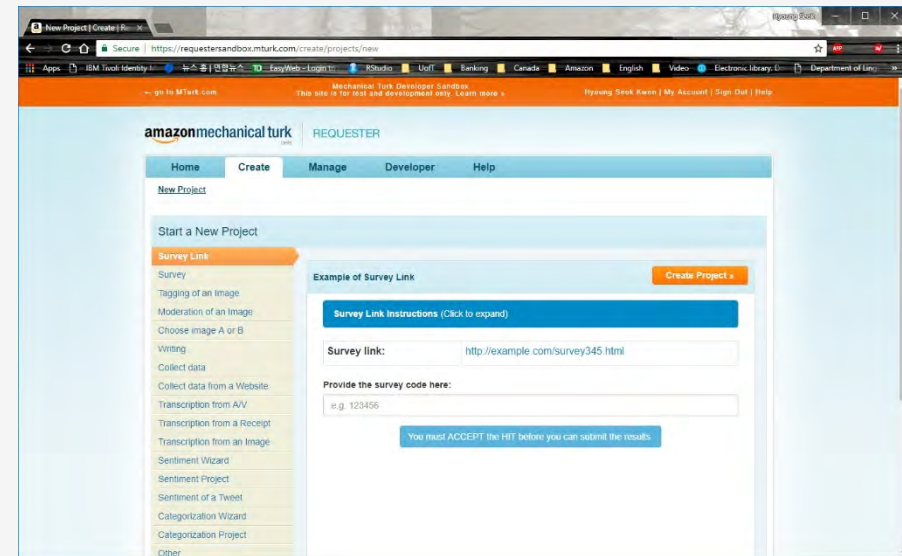 New Project | Create | R
Hyoung Seok
Secure | https://requestersandbox.mturk.com/create/projects/new
Apps IBM Tivoli Identity 뉴스 홈 | 연합뉴스 TD EasyWeb - Login to RStudio UofT Banking Canada Amazon English Video Electronic library, Department of Ling
← go to MTurk.com
Mechanical Turk Developer Sandbox
This site is for test and development only. Learn more »
Hyoung Seok Kwon | My Account | Sign Out | Help
amazonmechanical turk
beta
REQUESTER
Home Create Manage Developer Help
New Project
Start a New Project
Survey Link
Survey
Tagging of an Image
Moderation of an Image
Choose image A or B
Writing
Collect data
Collect data from a Website
Transcription from A/V
Transcription from a Receipt
Transcription from an Image
Sentiment Wizard
Sentiment Project
Sentiment of a Tweet
Categorization Wizard
Categorization Project
Other
Example of Survey Link
Create Project »
Survey Link Instructions (Click to expand)
Survey link: http://example.com/survey345.html
Provide the survey code here:
e.g. 123456
You must ACCEPT the HIT before you can submit the results